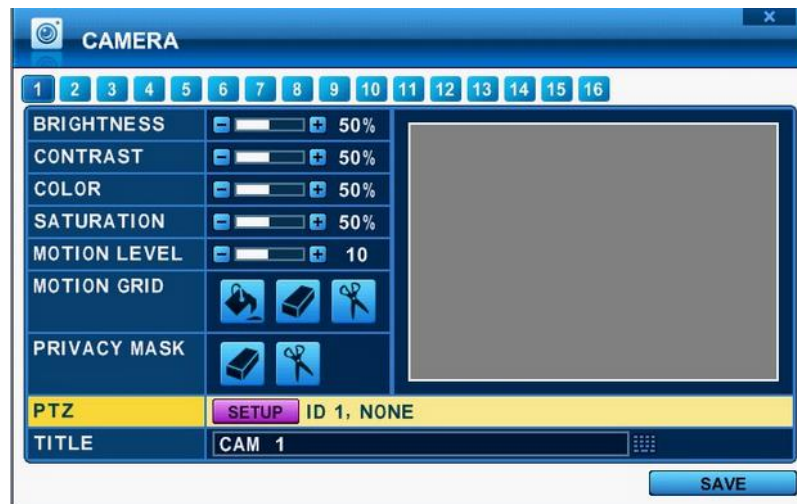 CAMERA
1 2 3 4 5 6 7 8 9 10 11 12 13 14 15 16
BRIGHTNESS 50%
CONTRAST 50%
COLOR 50%
SATURATION 50%
MOTION LEVEL 10
MOTION GRID
PRIVACY MASK
PTZ SETUP ID 1, NONE
TITLE CAM 1
SAVE